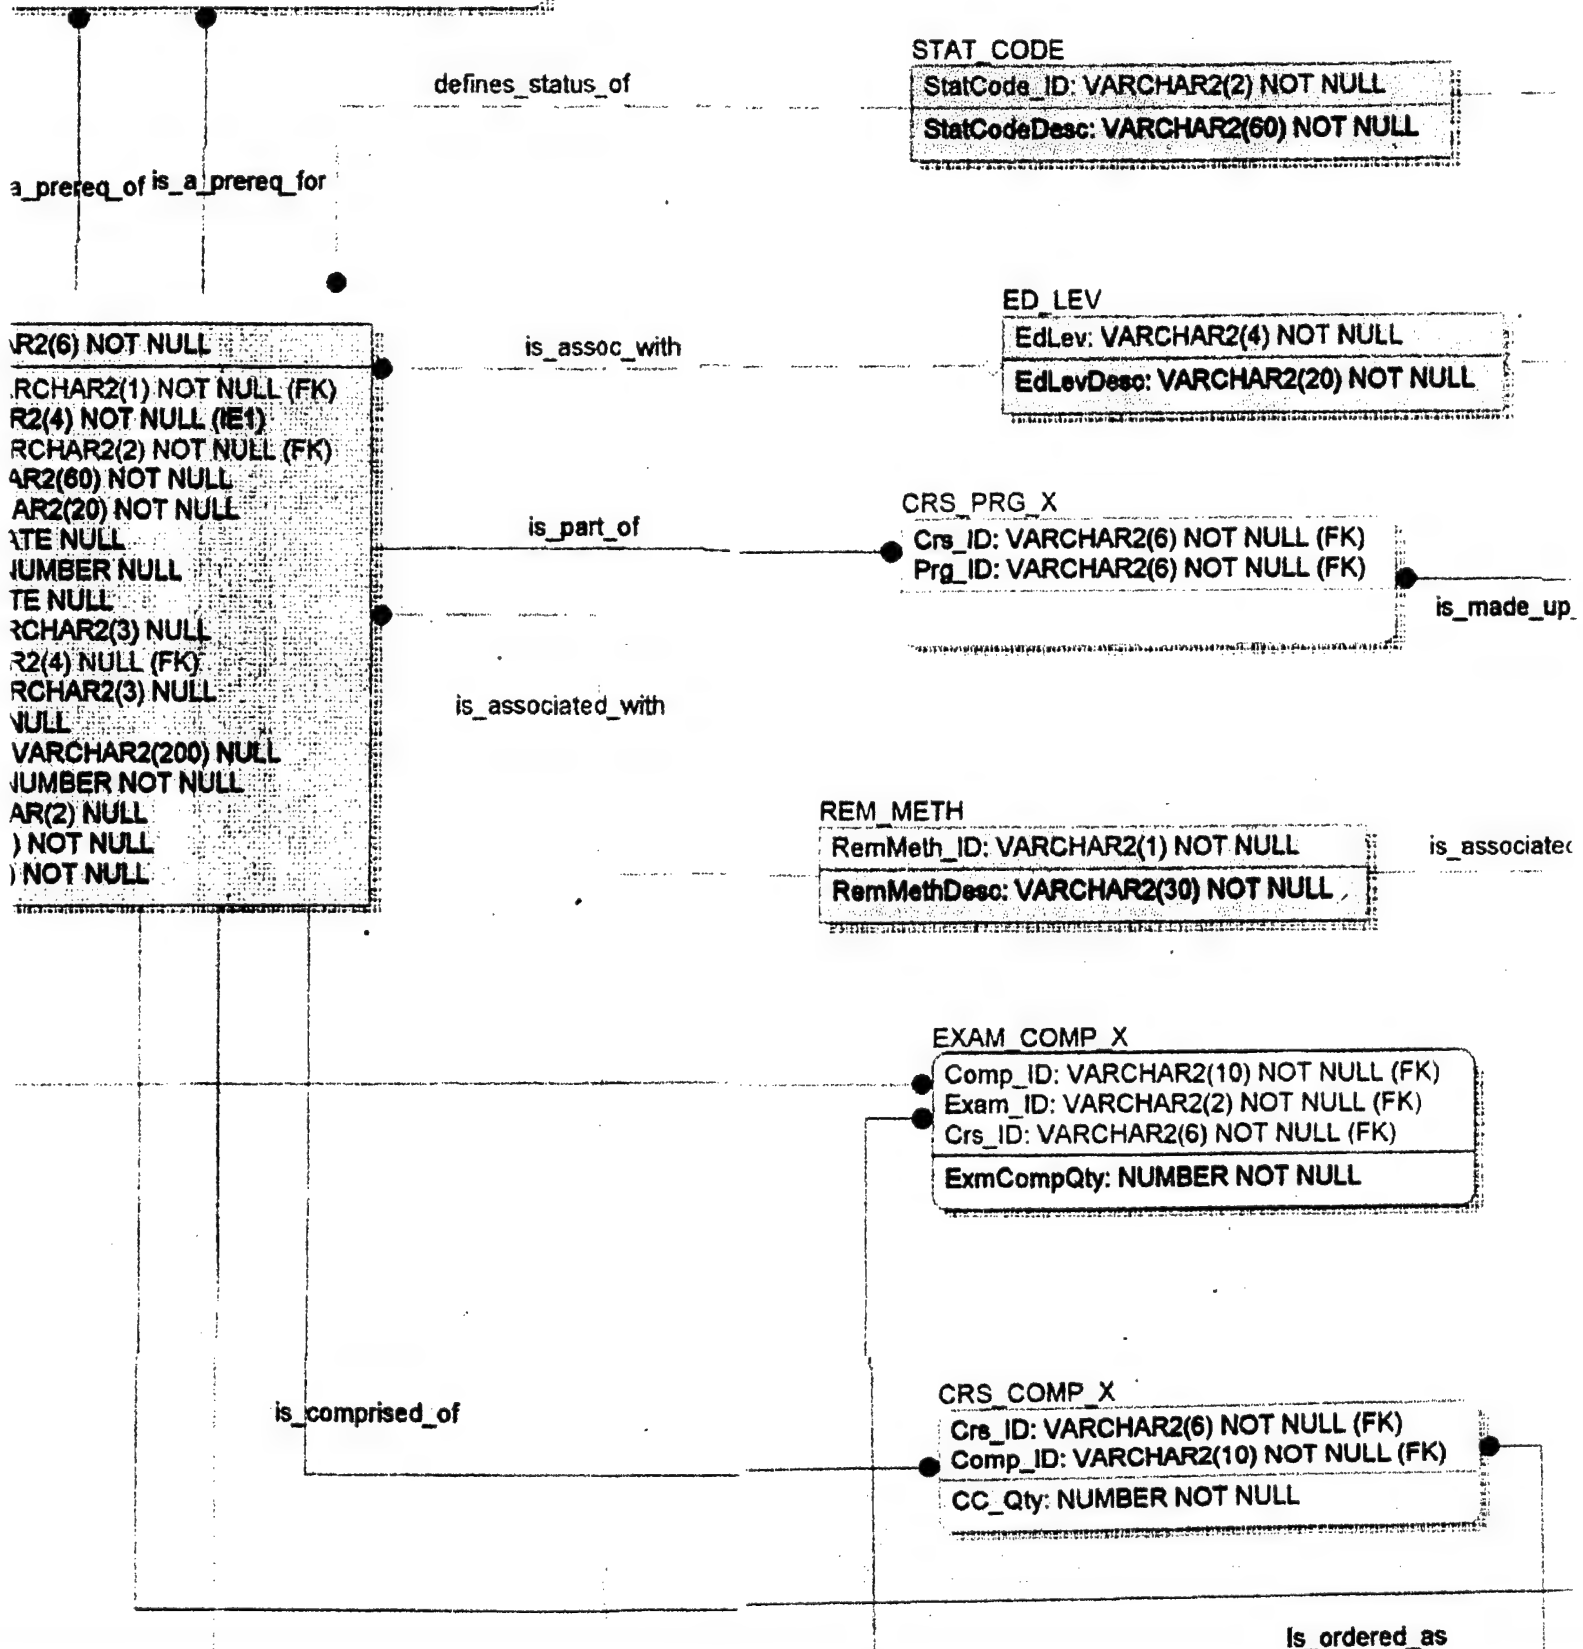 STAT_CODE
StatCode_ID: VARCHAR2(2) NOT NULL
StatCodeDesc: VARCHAR2(60) NOT NULL
defines_status_of
a_prereq_of is_a_prereq_for
ED_LEV
EdLev: VARCHAR2(4) NOT NULL
EdLevDesc: VARCHAR2(20) NOT NULL
is_assoc_with
R2(6) NOT NULL
RCHAR2(1) NOT NULL (FK)
R2(4) NOT NULL (IE1)
RCHAR2(2) NOT NULL (FK)
AR2(60) NOT NULL
AR2(20) NOT NULL
ATE NULL
NUMBER NULL
TE NULL
RCHAR2(3) NULL
R2(4) NULL (FK)
RCHAR2(3) NULL
NULL
VARCHAR2(200) NULL
NUMBER NOT NULL
AR(2) NULL
) NOT NULL
) NOT NULL
is_part_of
CRS_PRG_X
Crs_ID: VARCHAR2(6) NOT NULL (FK)
Prg_ID: VARCHAR2(6) NOT NULL (FK)
is_made_up_
is_associated_with
REM_METH
RemMeth_ID: VARCHAR2(1) NOT NULL
RemMethDesc: VARCHAR2(30) NOT NULL
is_associated
EXAM_COMP_X
Comp_ID: VARCHAR2(10) NOT NULL (FK)
Exam_ID: VARCHAR2(2) NOT NULL (FK)
Crs_ID: VARCHAR2(6) NOT NULL (FK)
ExmCompQty: NUMBER NOT NULL
is_comprised_of
CRS_COMP_X
Crs_ID: VARCHAR2(6) NOT NULL (FK)
Comp_ID: VARCHAR2(10) NOT NULL (FK)
CC_Qty: NUMBER NOT NULL
Is_ordered_as